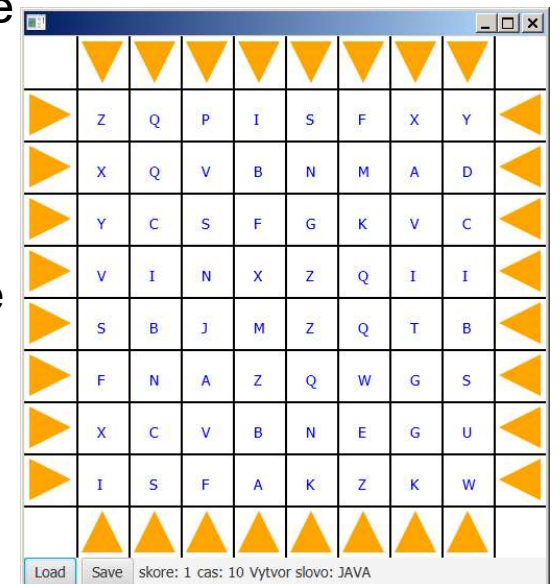 e
Z Q P I S F X Y
X Q V B N M A D
Y C S F G K V C
e
V I N X Z Q I I
S B J M Z Q T B
F N A Z Q W G S
X C V B N E G U
I S F A K Z K W
Load Save skore: 1 cas: 10 Vytvor slovo: JAVA